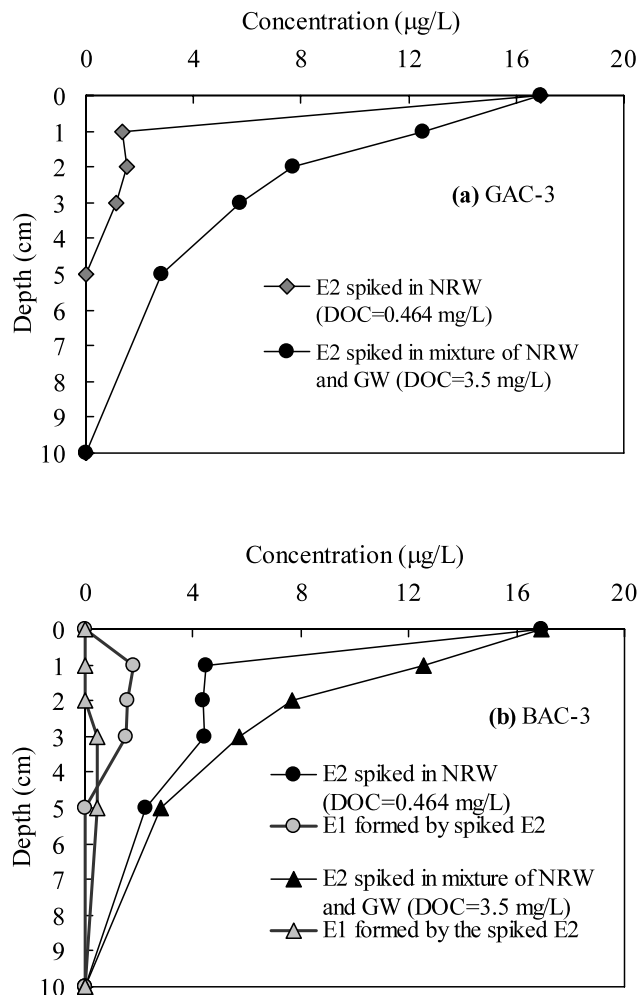 Concentration (μg/L)
0 4 8 12 16 20
0
1
2
3
4
5
6
7
8
9
10
Depth (cm)
(a) GAC-3
E2 spiked in NRW
(DOC=0.464 mg/L)
E2 spiked in mixture of NRW
and GW (DOC=3.5 mg/L)
Concentration (μg/L)
0 4 8 12 16 20
0
1
2
3
4
5
6
7
8
9
10
Depth (cm)
(b) BAC-3
E2 spiked in NRW
(DOC=0.464 mg/L)
E1 formed by spiked E2
E2 spiked in mixture of NRW
and GW (DOC=3.5 mg/L)
E1 formed by the spiked E2